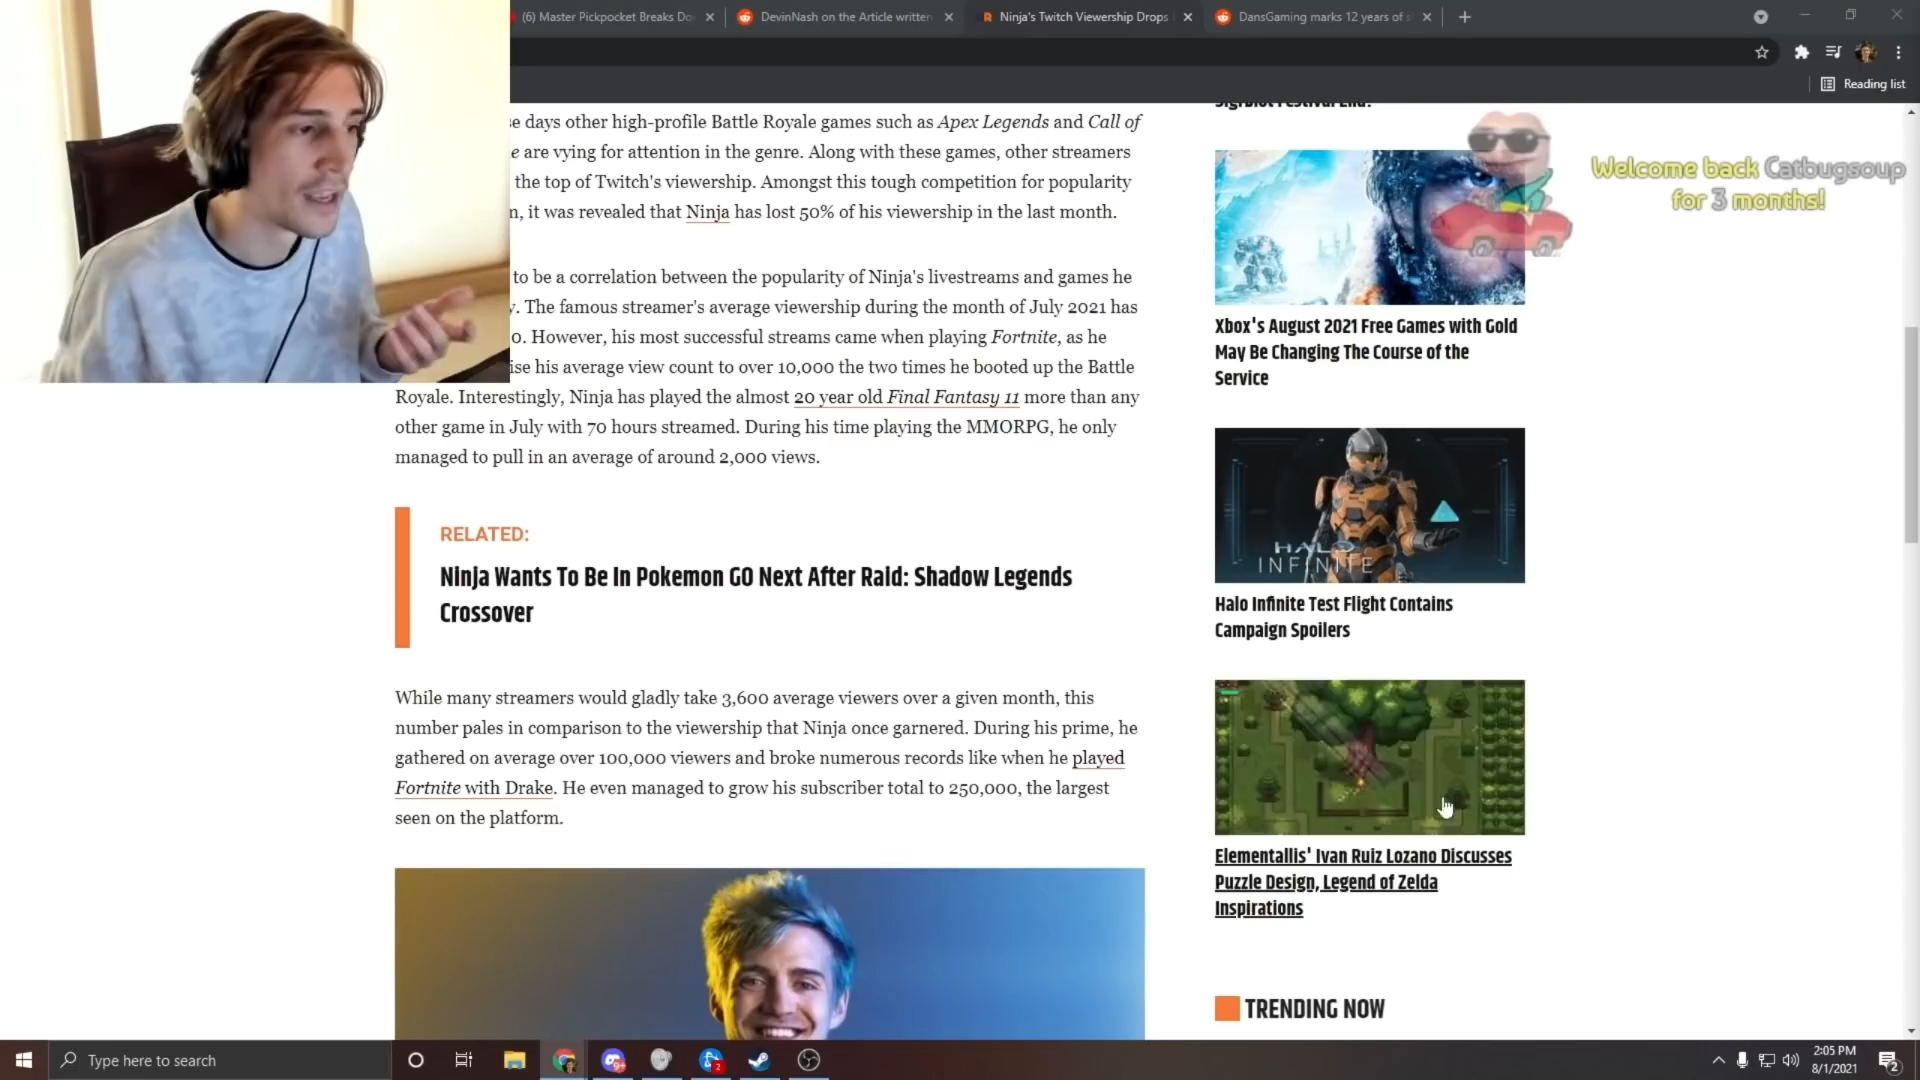 (6) Master Pickpocket Breaks Do
DevinNash on the Article written
Ninja's Twitch Viewership Drops
DansGaming marks 12 years of s
Reading list
se days other high-profile Battle Royale games such as Apex Legends and Call of
e are vying for attention in the genre. Along with these games, other streamers
the top of Twitch's viewership. Amongst this tough competition for popularity
n, it was revealed that Ninja has lost 50% of his viewership in the last month.
to be a correlation between the popularity of Ninja's livestreams and games he
y. The famous streamer's average viewership during the month of July 2021 has
0. However, his most successful streams came when playing Fortnite, as he
ise his average view count to over 10,000 the two times he booted up the Battle
Royale. Interestingly, Ninja has played the almost 20 year old Final Fantasy 11 more than any
other game in July with 70 hours streamed. During his time playing the MMORPG, he only
managed to pull in an average of around 2,000 views.
RELATED:
Ninja Wants To Be In Pokemon GO Next After Raid: Shadow Legends
Crossover
While many streamers would gladly take 3,600 average viewers over a given month, this
number pales in comparison to the viewership that Ninja once garnered. During his prime, he
gathered on average over 100,000 viewers and broke numerous records like when he played
Fortnite with Drake. He even managed to grow his subscriber total to 250,000, the largest
seen on the platform.
Welcome back Catbugsoup
for 3 months!
Xbox's August 2021 Free Games with Gold
May Be Changing The Course of the
Service
HALO
INFINITE
Halo Infinite Test Flight Contains
Campaign Spoilers
Elementallis' Ivan Ruiz Lozano Discusses
Puzzle Design, Legend of Zelda
Inspirations
TRENDING NOW
Type here to search
2:05 PM
8/1/2021